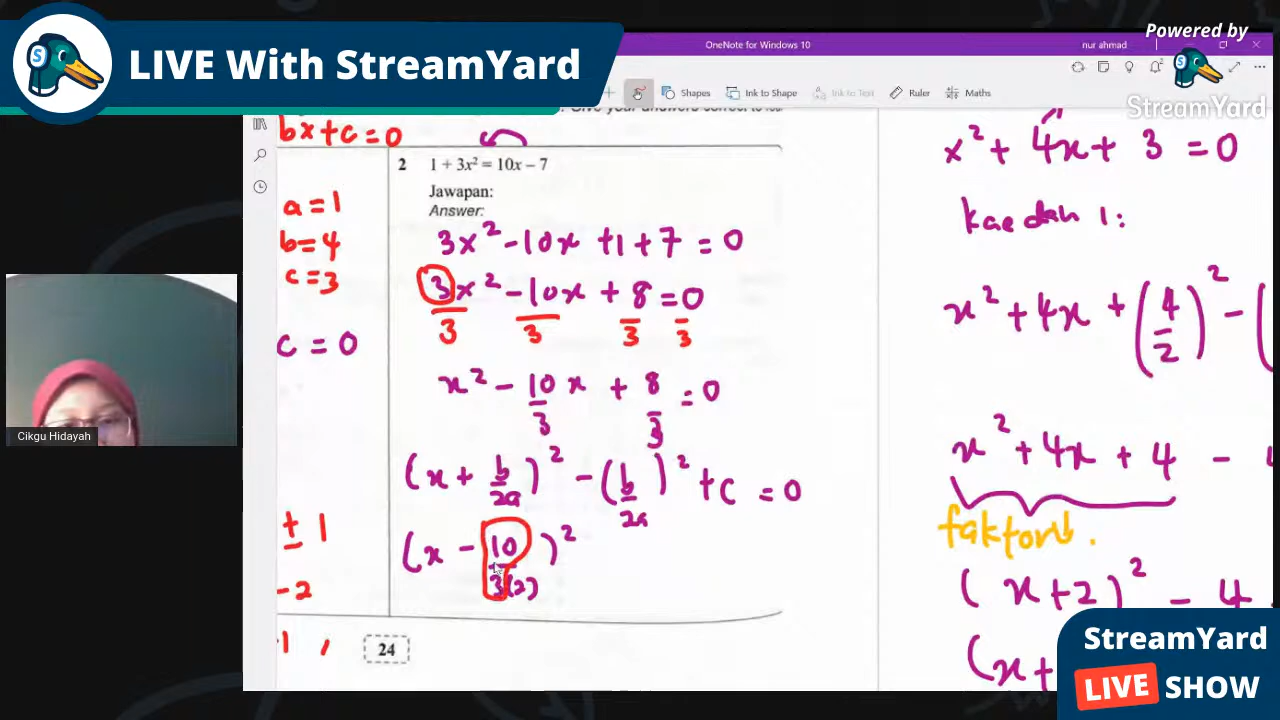 LIVE With StreamYard
Powered by
StreamYard
OneNote for Windows 10
nur ahmad
Shapes
Ink to Shape
Ink to Text
Ruler
Maths
bx+c=0
a=1
b=4
c=3
c = 0
± 1
-2
-1 ,
2 1 + 3x² = 10x – 7
Jawapan:
Answer:
3x² - 10x + 1 + 7 = 0
3x² - 10x + 8 = 0
3 3 3 3
x² - 10/3 x + 8/3 = 0
(x + b/2a)² - (b/2a)² + c = 0
(x - 10/3(2))²
24
x² + 4x + 3 = 0
kaedah 1:
x² + 4x + (4/2)² - (
x² + 4x + 4 -
(x+2)² - 4
(x+
Cikgu Hidayah
StreamYard
LIVE SHOW